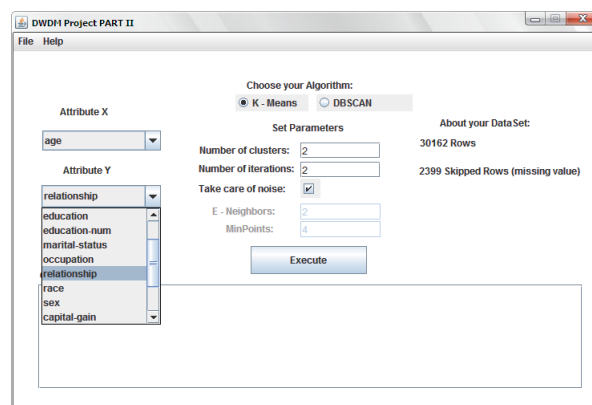 DWDM Project PART II
File Help
Choose your Algorithm:
K - Means DBSCAN
Attribute X
age
Attribute Y
relationship
education
education-num
marital-status
occupation
relationship
race
sex
capital-gain
Set Parameters
Number of clusters: 2
Number of iterations: 2
Take care of noise:
E - Neighbors: 2
MinPoints: 4
Execute
About your DataSet:
30162 Rows
2399 Skipped Rows (missing value)